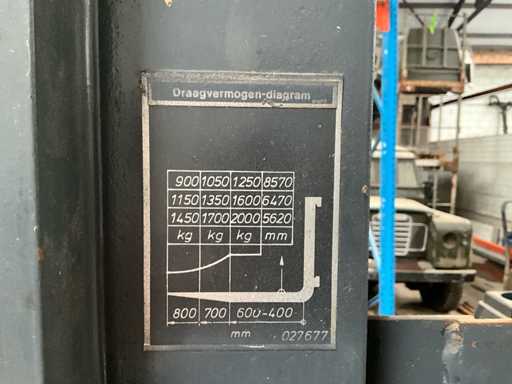 Draagvermogen-diagram
900 1050 1250 8570
1150 1350 1600 6470
1450 1700 2000 5620
kg kg kg mm
800 700 600-400
mm 027677